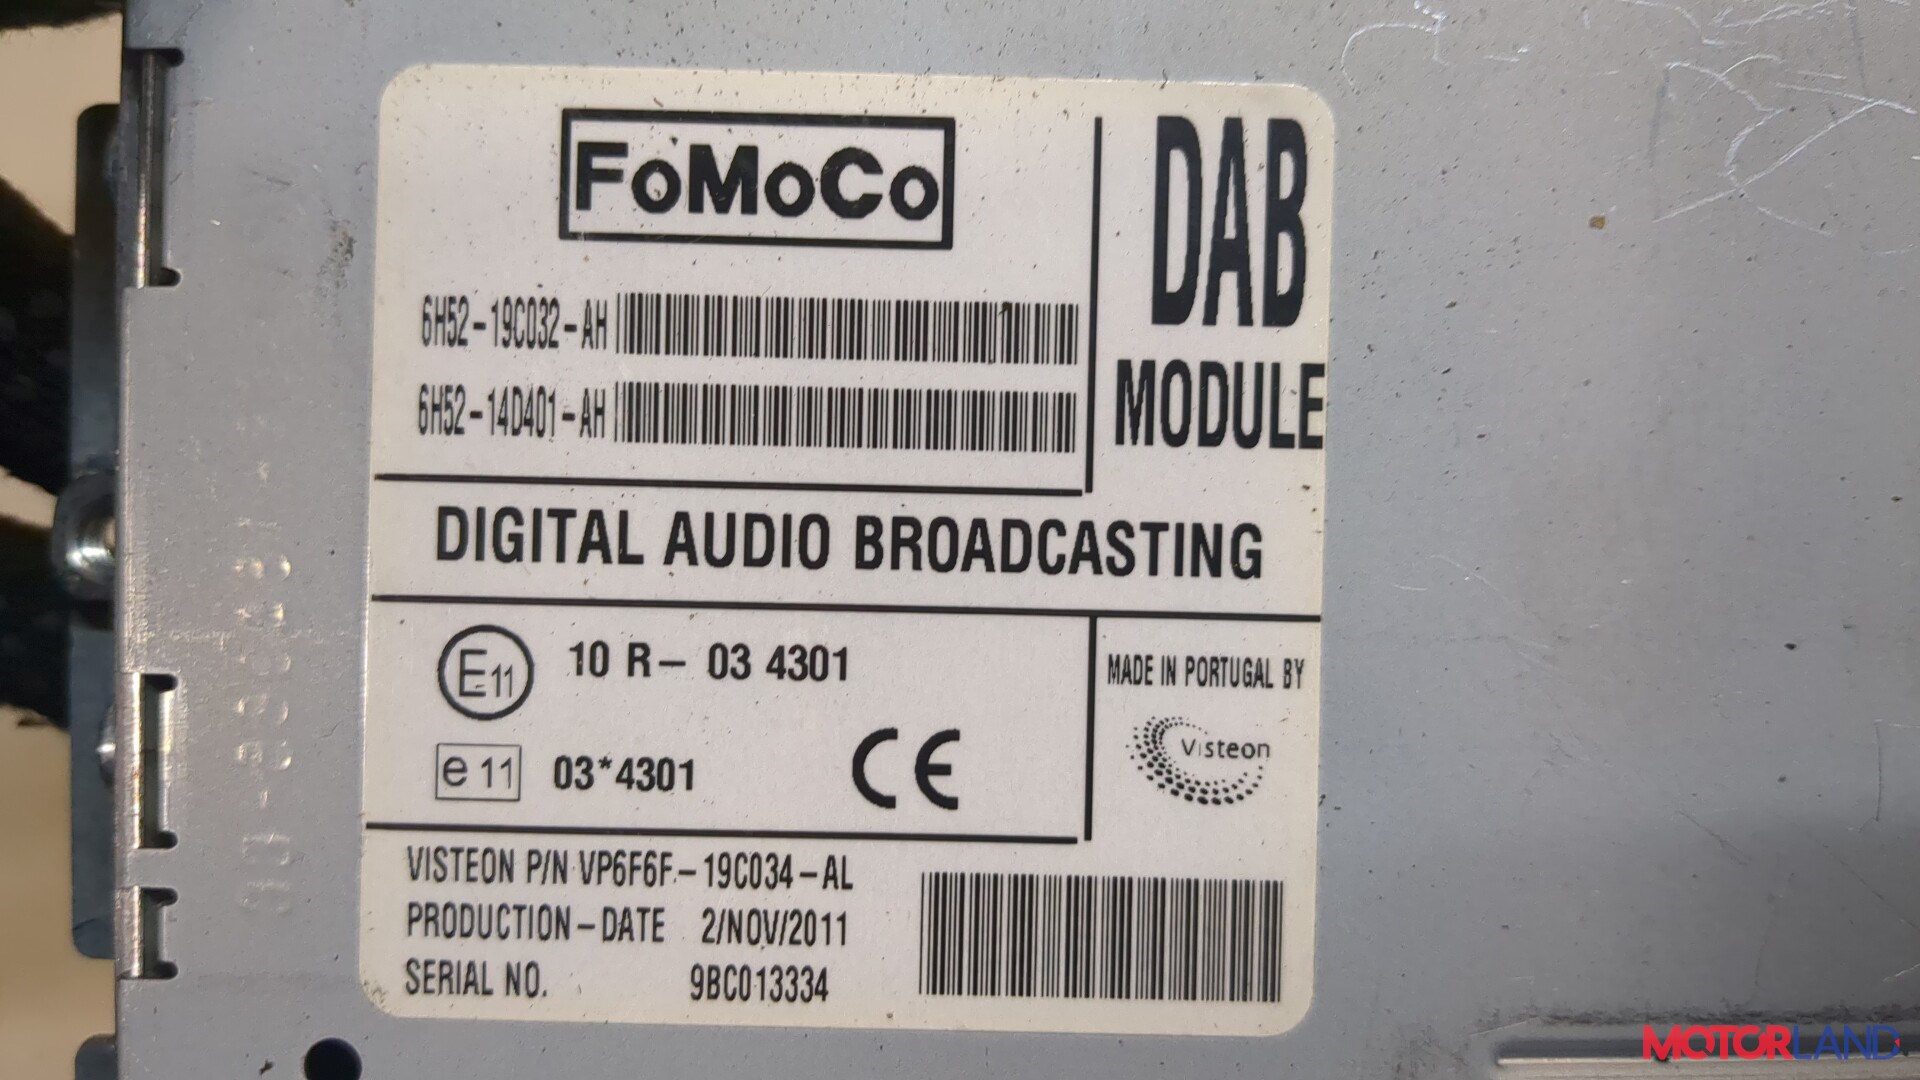 FoMoCo
6H52-19C032-AH
6H52-14D401-AH
DAB
MODULE
DIGITAL AUDIO BROADCASTING
E11 10 R- 03 4301
e 11 03*4301
CE
MADE IN PORTUGAL BY
Visteon
VISTEON P/N VP6F6F-19C034-AL
PRODUCTION-DATE 2/NOV/2011
SERIAL NO. 9BC013334
MOTORLAND